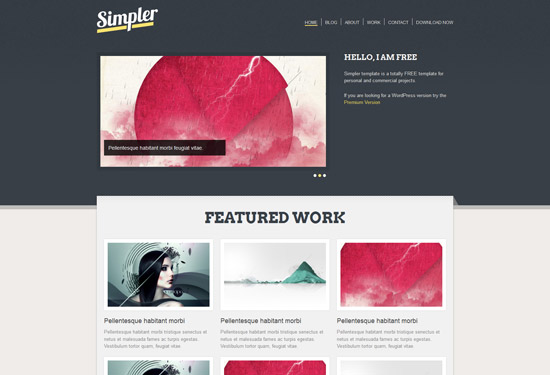 Simpler
HOME BLOG ABOUT WORK CONTACT DOWNLOAD NOW
HELLO, I AM FREE
Simpler template is a totally FREE template for
personal and commercial projects.
If you are looking for a WordPress version try the
Premium Version
Pellentesque habitant morbi feugiat vitae.
FEATURED WORK
Pellentesque habitant morbi
Pellentesque habitant morbi tristique senectus et
netus et malesuada fames ac turpis egestas.
Vestibulum tortor quam, feugiat vitae.
Pellentesque habitant morbi
Pellentesque habitant morbi tristique senectus et
netus et malesuada fames ac turpis egestas.
Vestibulum tortor quam, feugiat vitae.
Pellentesque habitant morbi
Pellentesque habitant morbi tristique senectus et
netus et malesuada fames ac turpis egestas.
Vestibulum tortor quam, feugiat vitae.